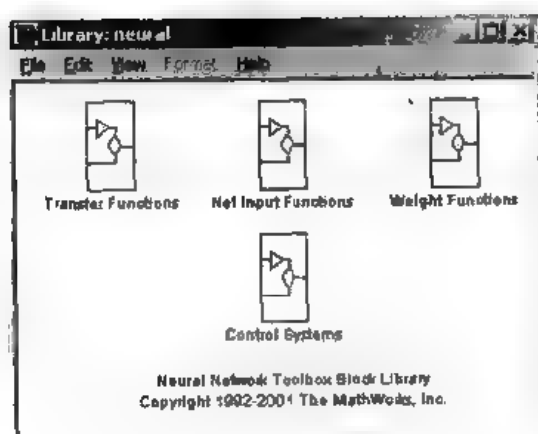 Library: neural
File Edit View Format Help
Transfer Functions Net Input Functions Weight Functions
Control Systems
Neural Network Toolbox Block Library
Copyright 1992-2001 The MathWorks, Inc.